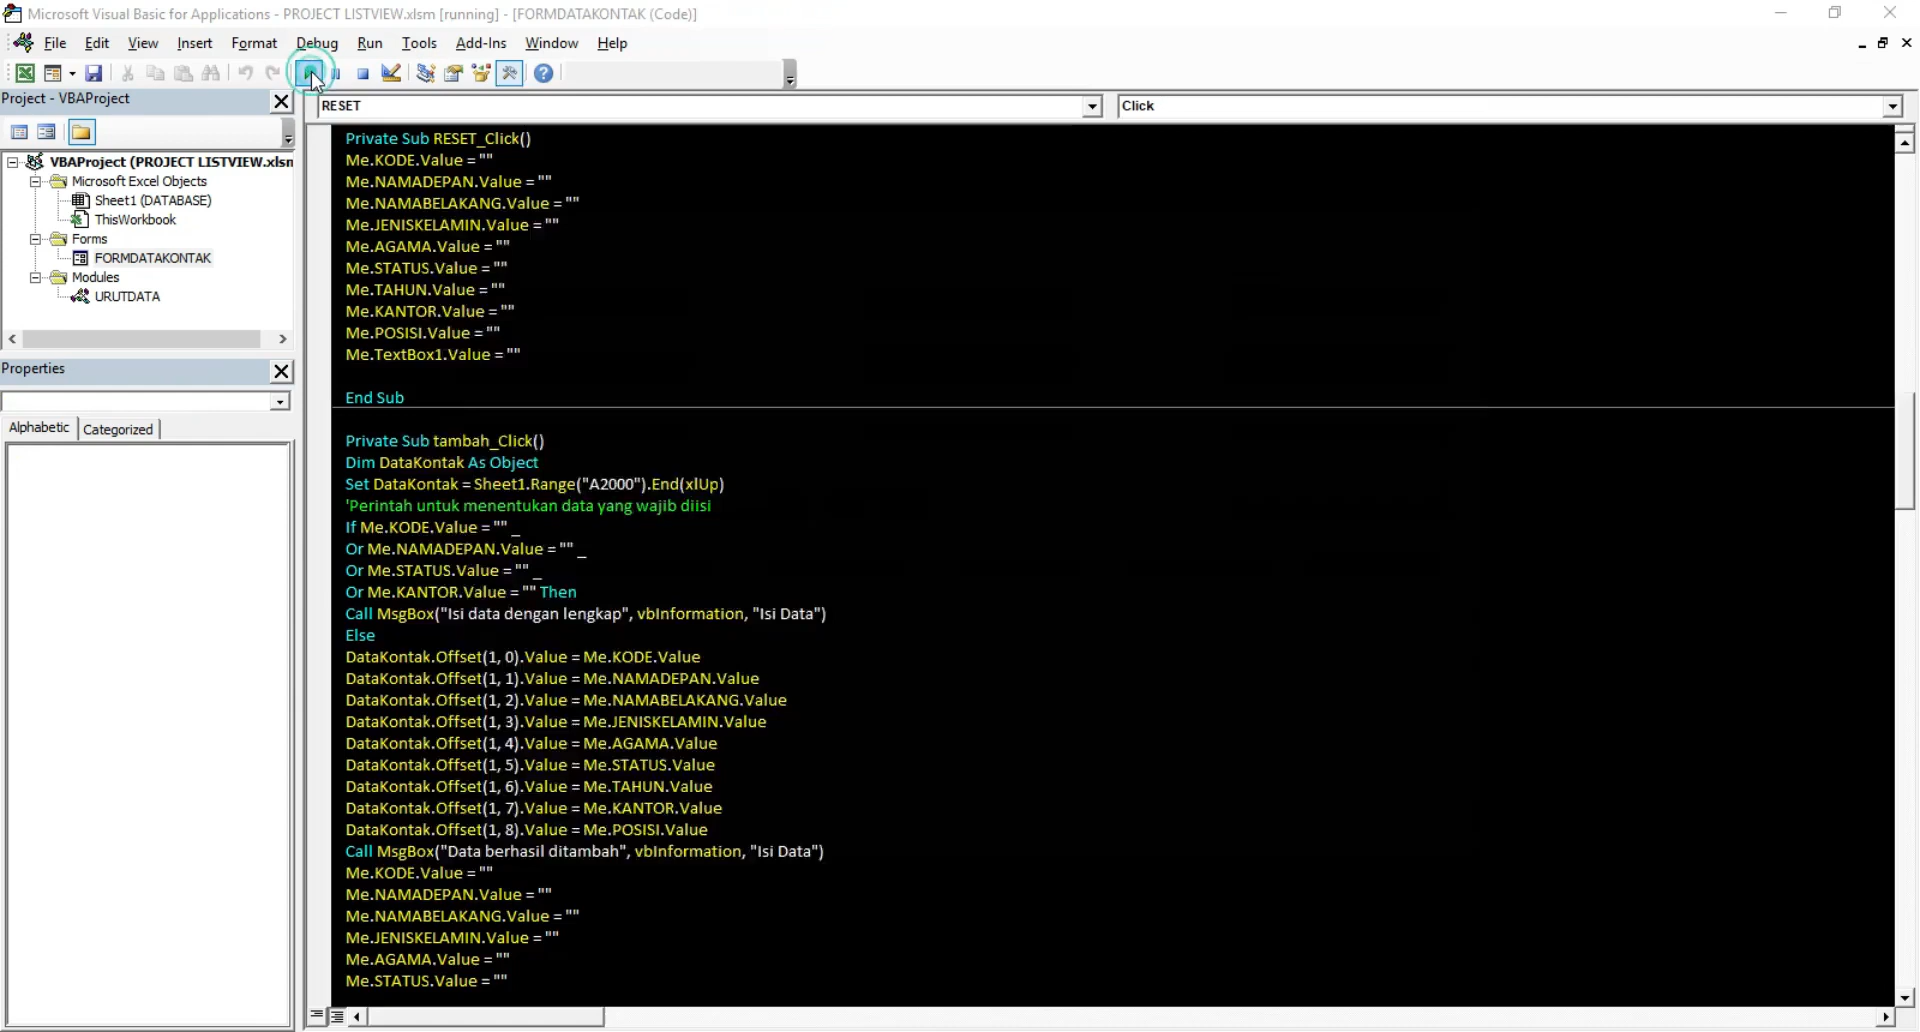 Microsoft Visual Basic for Applications - PROJECT LISTVIEW.xlsm [running] - [FORMDATAKONTAK (Code)]
File Edit View Insert Format Debug Run Tools Add-Ins Window Help
Project - VBAProject
RESET
Click
VBAProject (PROJECT LISTVIEW.xlsm
Microsoft Excel Objects
Sheet1 (DATABASE)
ThisWorkbook
Forms
FORMDATAKONTAK
Modules
URUTDATA
Properties
Alphabetic Categorized
Private Sub RESET_Click()
Me.KODE.Value = ""
Me.NAMADEPAN.Value = ""
Me.NAMABELAKANG.Value = ""
Me.JENISKELAMIN.Value = ""
Me.AGAMA.Value = ""
Me.STATUS.Value = ""
Me.TAHUN.Value = ""
Me.KANTOR.Value = ""
Me.POSISI.Value = ""
Me.TextBox1.Value = ""
End Sub
Private Sub tambah_Click()
Dim DataKontak As Object
Set DataKontak = Sheet1.Range("A2000").End(xlUp)
'Perintah untuk menentukan data yang wajib diisi
If Me.KODE.Value = "" _
Or Me.NAMADEPAN.Value = "" _
Or Me.STATUS.Value = "" _
Or Me.KANTOR.Value = "" Then
Call MsgBox("Isi data dengan lengkap", vbInformation, "Isi Data")
Else
DataKontak.Offset(1, 0).Value = Me.KODE.Value
DataKontak.Offset(1, 1).Value = Me.NAMADEPAN.Value
DataKontak.Offset(1, 2).Value = Me.NAMABELAKANG.Value
DataKontak.Offset(1, 3).Value = Me.JENISKELAMIN.Value
DataKontak.Offset(1, 4).Value = Me.AGAMA.Value
DataKontak.Offset(1, 5).Value = Me.STATUS.Value
DataKontak.Offset(1, 6).Value = Me.TAHUN.Value
DataKontak.Offset(1, 7).Value = Me.KANTOR.Value
DataKontak.Offset(1, 8).Value = Me.POSISI.Value
Call MsgBox("Data berhasil ditambah", vbInformation, "Isi Data")
Me.KODE.Value = ""
Me.NAMADEPAN.Value = ""
Me.NAMABELAKANG.Value = ""
Me.JENISKELAMIN.Value = ""
Me.AGAMA.Value = ""
Me.STATUS.Value = ""